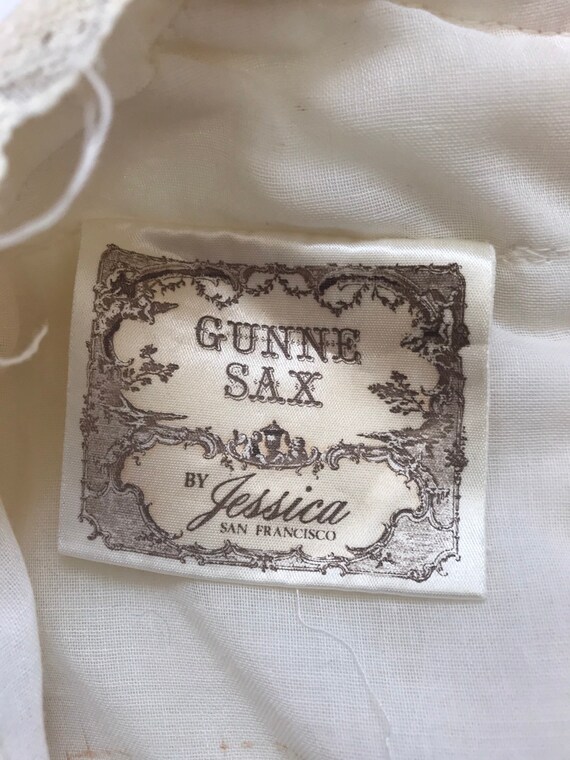 GUNNE
SAX
BY Jessica
SAN FRANCISCO